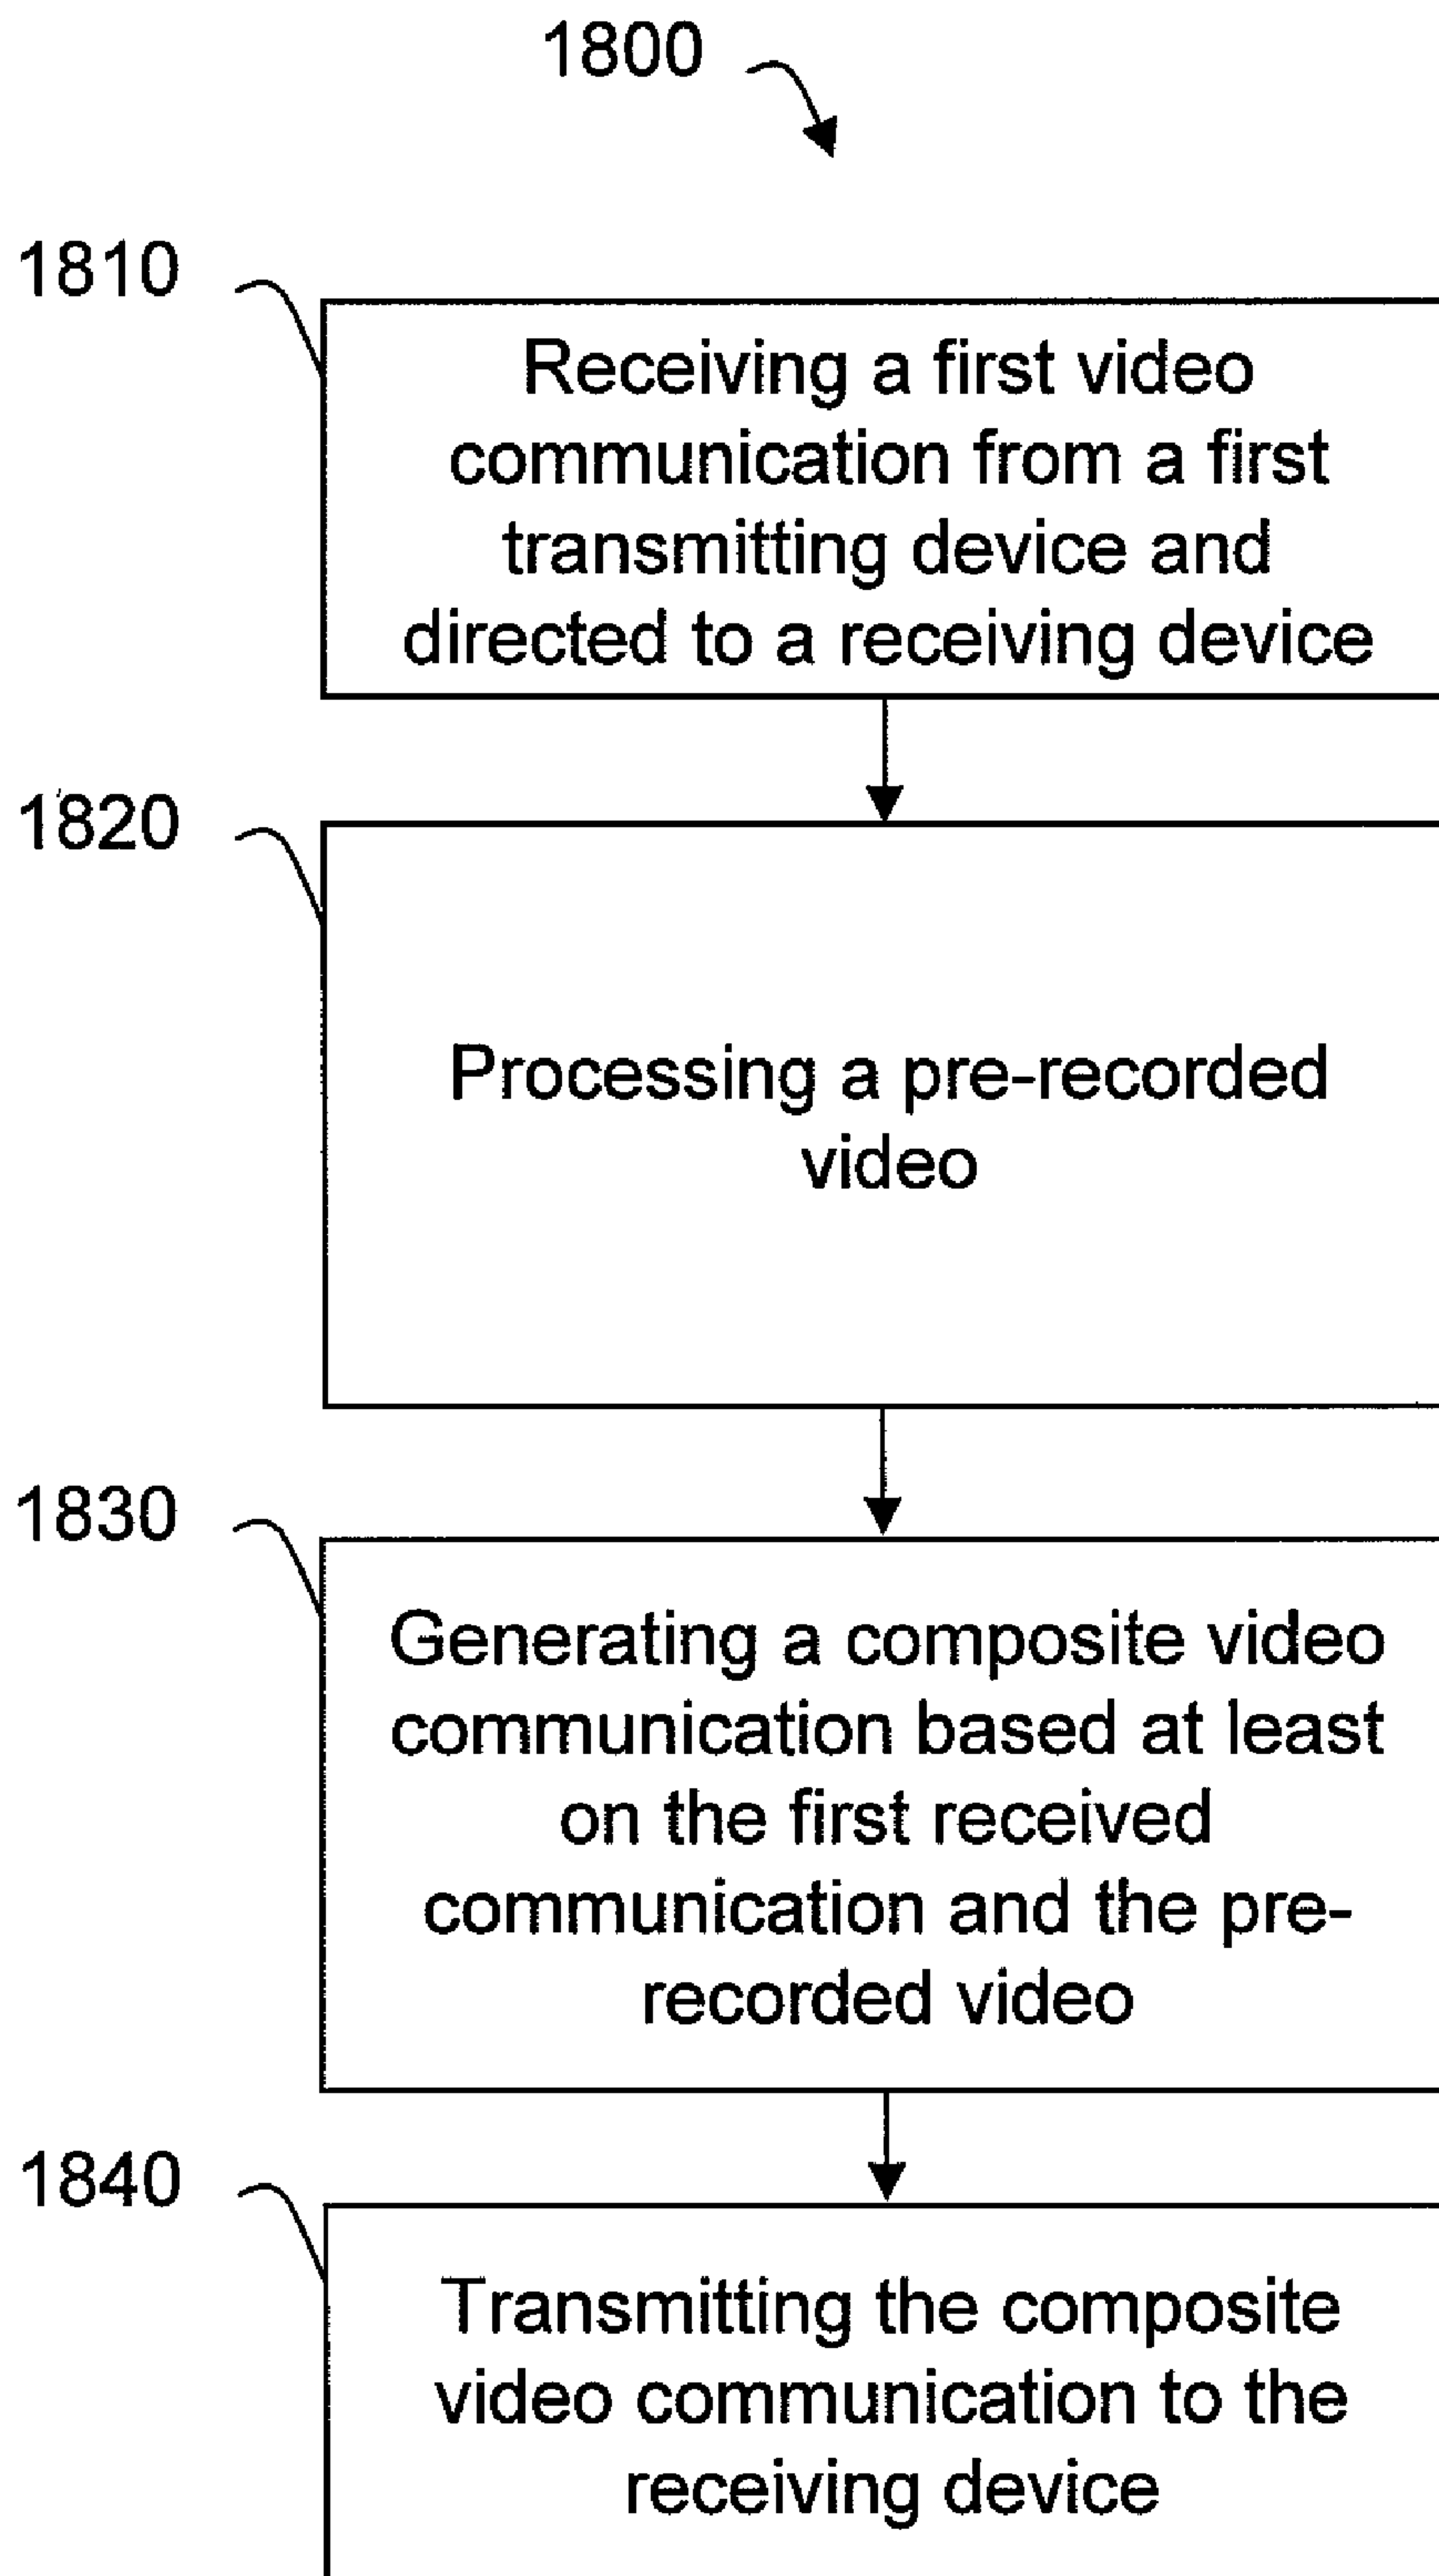 1800
1810
Receiving a first video
communication from a first
transmitting device and
directed to a receiving device
1820
Processing a pre-recorded
video
1830
Generating a composite video
communication based at least
on the first received
communication and the pre-
recorded video
1840
Transmitting the composite
video communication to the
receiving device